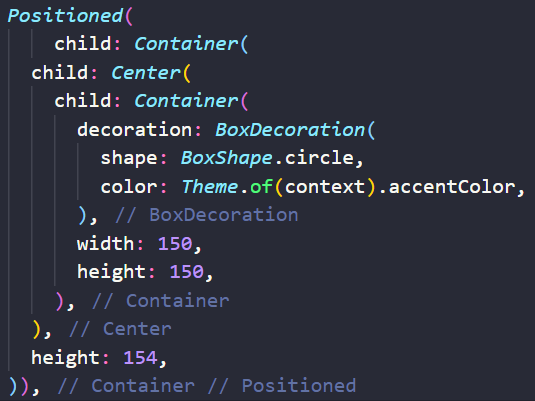 Positioned(
    child: Container(
  child: Center(
    child: Container(
      decoration: BoxDecoration(
        shape: BoxShape.circle,
        color: Theme.of(context).accentColor,
      ), // BoxDecoration
      width: 150,
      height: 150,
    ), // Container
  ), // Center
  height: 154,
)), // Container // Positioned